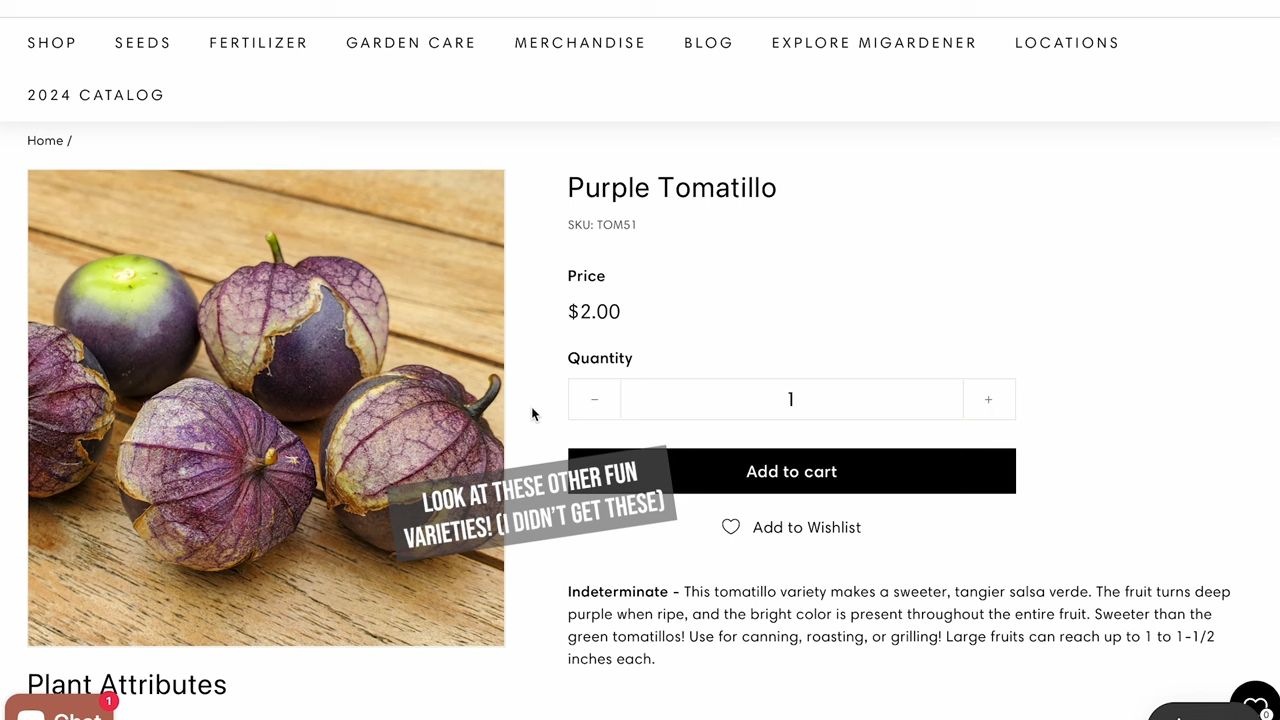 SHOP SEEDS FERTILIZER GARDEN CARE MERCHANDISE BLOG EXPLORE MIGARDENER LOCATIONS
2024 CATALOG
Home /
Purple Tomatillo
SKU: TOM51
Price
$2.00
Quantity
− 1 +
Add to cart
LOOK AT THESE OTHER FUN
VARIETIES! (I DIDN'T GET THESE)
Add to Wishlist
Indeterminate - This tomatillo variety makes a sweeter, tangier salsa verde. The fruit turns deep
purple when ripe, and the bright color is present throughout the entire fruit. Sweeter than the
green tomatillos! Use for canning, roasting, or grilling! Large fruits can reach up to 1 to 1-1/2
inches each.
Plant Attributes
1
Chat
0